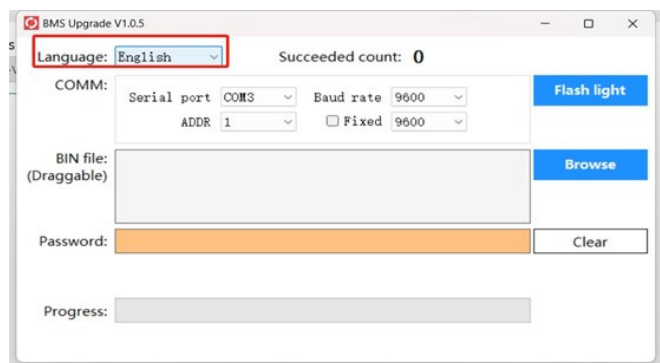 BMS Upgrade V1.0.5
Language: English Succeeded count: 0
COMM: Flash light
Serial port COM3 Baud rate 9600
ADDR 1 Fixed 9600
BIN file:
(Draggable) Browse
Password: Clear
Progress: